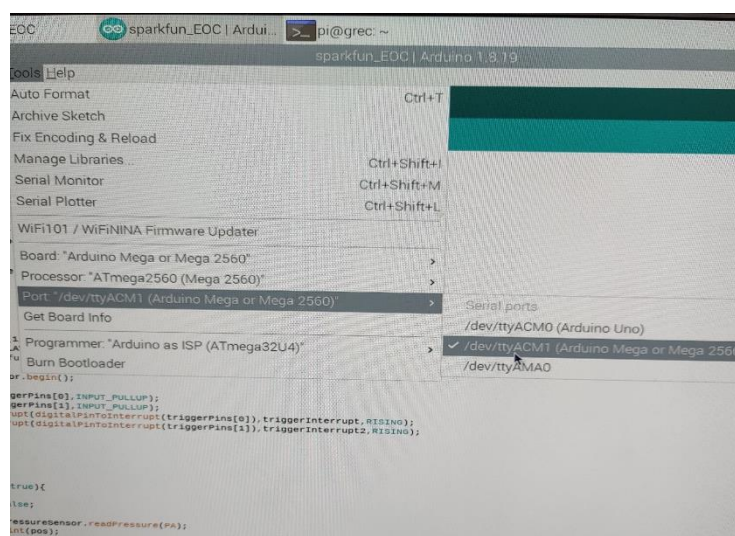 EOC
sparkfun_EOC | Ardui...
pi@grec: ~
sparkfun_EOC | Arduino 1.8.19
Tools Help
Auto Format Ctrl+T
Archive Sketch
Fix Encoding & Reload
Manage Libraries... Ctrl+Shift+I
Serial Monitor Ctrl+Shift+M
Serial Plotter Ctrl+Shift+L
WiFi101 / WiFiNINA Firmware Updater
Board: "Arduino Mega or Mega 2560"
Processor: "ATmega2560 (Mega 2560)"
Port: "/dev/ttyACM1 (Arduino Mega or Mega 2560)"
Get Board Info
Programmer: "Arduino as ISP (ATmega32U4)"
Burn Bootloader
Serial ports
/dev/ttyACM0 (Arduino Uno)
/dev/ttyACM1 (Arduino Mega or Mega 256
/dev/ttyAMA0
or.begin();
gerPins[0],INPUT_PULLUP);
gerPins[1],INPUT_PULLUP);
upt(digitalPinToInterrupt(triggerPins[0]),triggerInterrupt,RISING);
upt(digitalPinToInterrupt(triggerPins[1]),triggerInterrupt2,RISING);
true){
lse;
essureSensor.readPressure(PA);
int(pos);